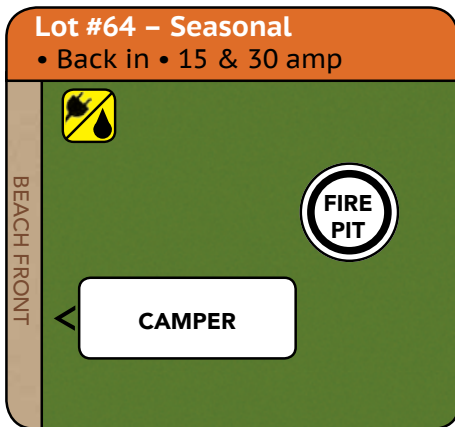 Lot #64 – Seasonal
• Back in • 15 & 30 amp
BEACH FRONT
FIRE
PIT
CAMPER